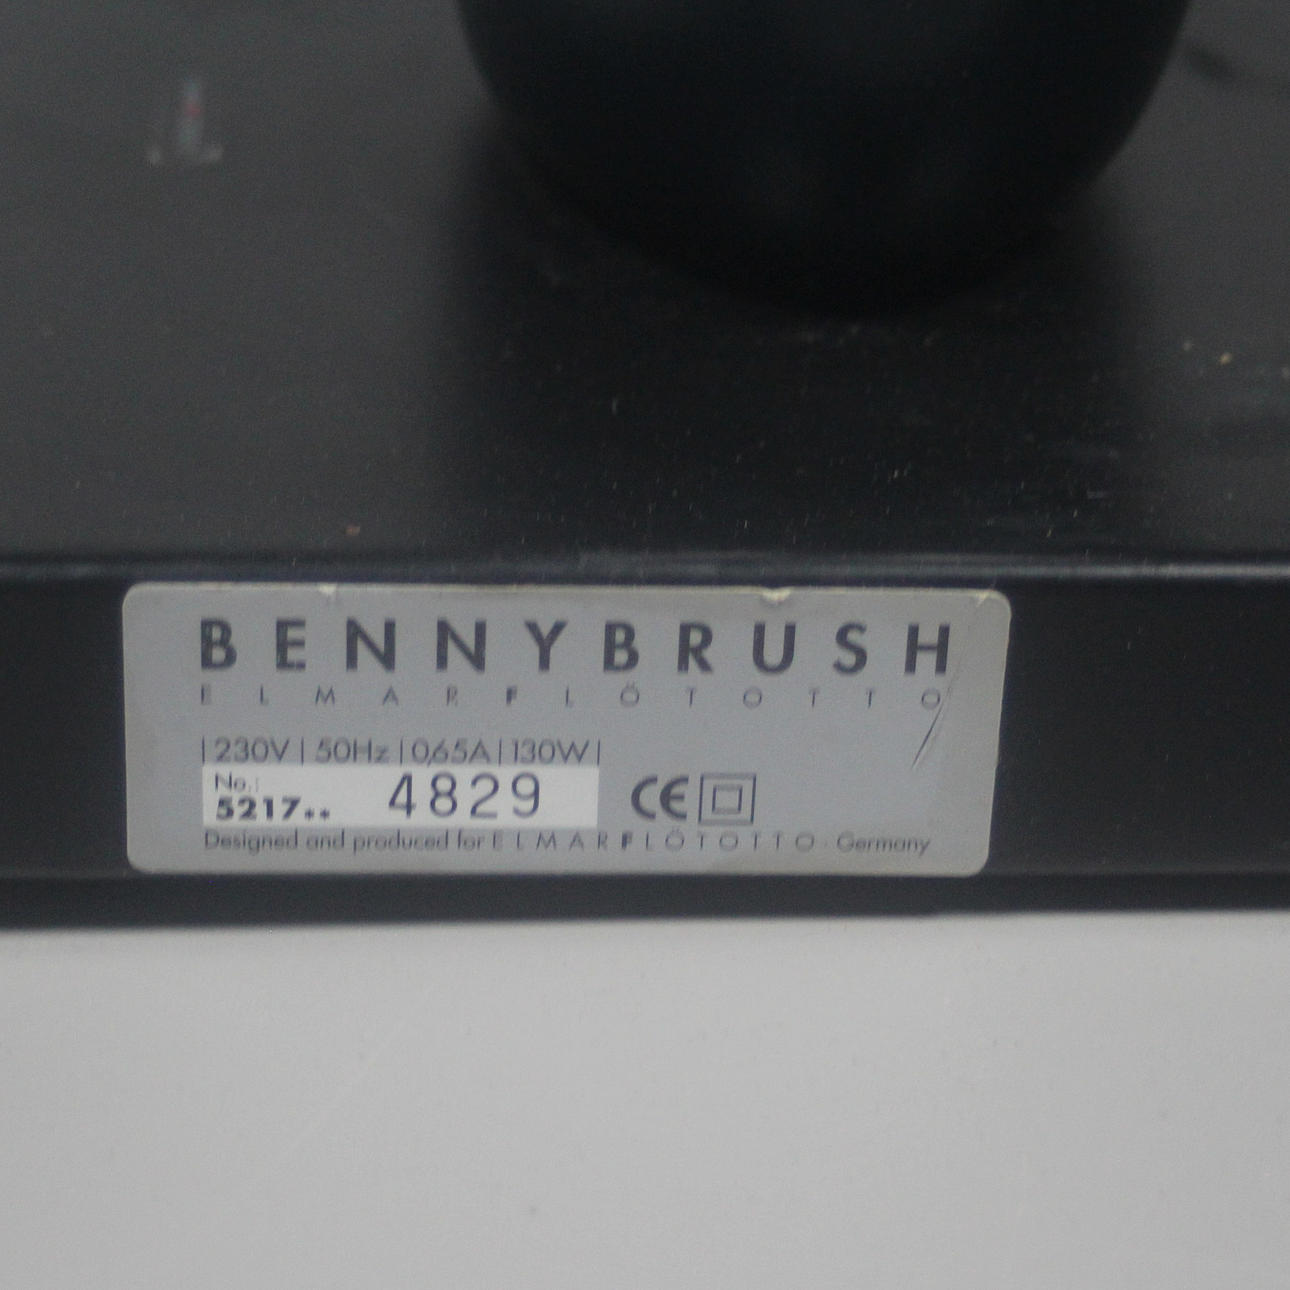 BENNYBRUSH
ELMARFLÖTOTTO
|230V|50Hz|0,65A|130W|
No.:
5217** 4829 CE
Designed and produced for ELMARFLÖTOTTO · Germany